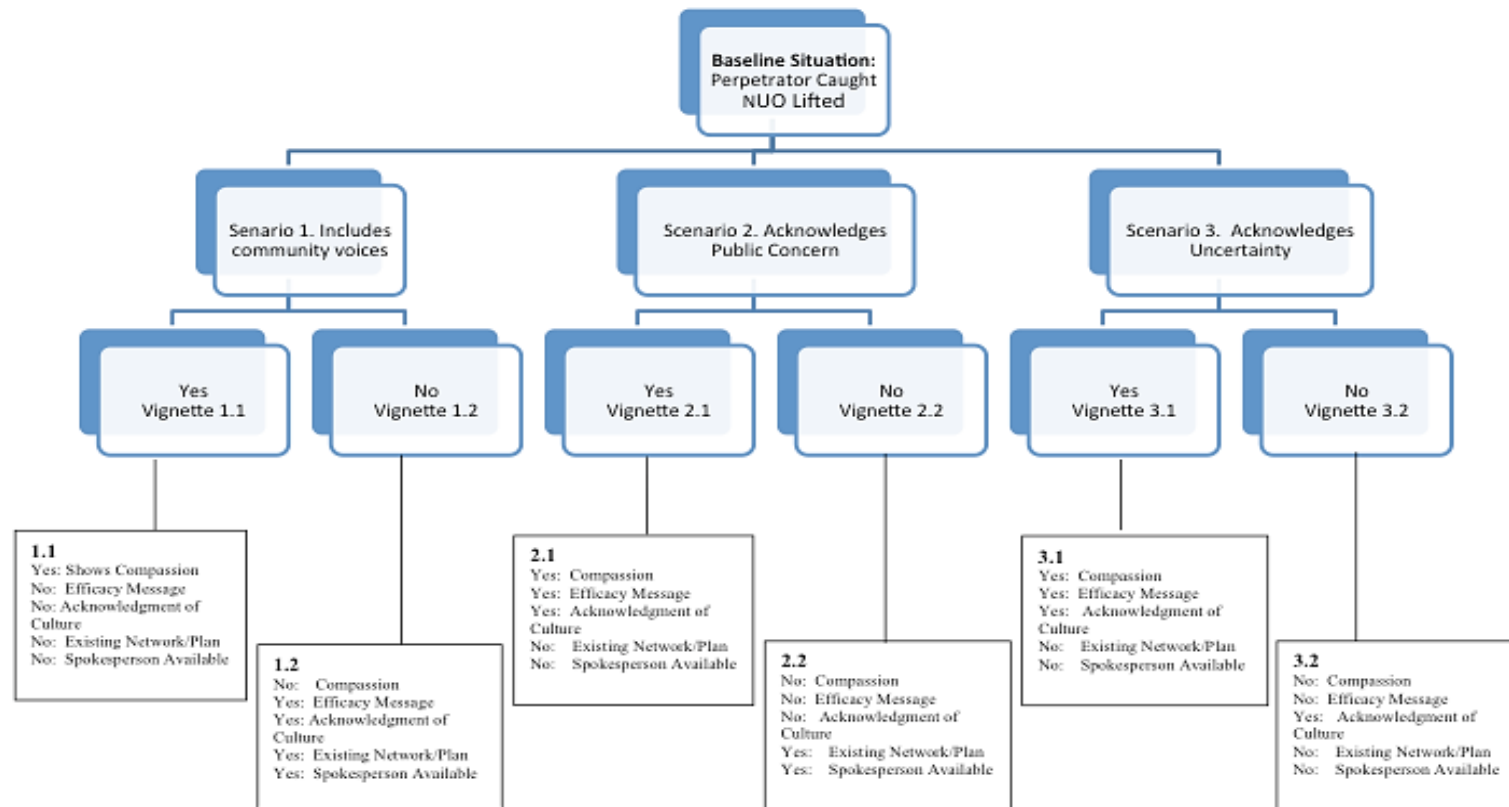 Baseline Situation:
Perpetrator Caught
NUO Lifted
Senario 1. Includes
community voices
Scenario 2. Acknowledges
Public Concern
Scenario 3. Acknowledges
Uncertainty
Yes
Vignette 1.1
No
Vignette 1.2
Yes
Vignette 2.1
No
Vignette 2.2
Yes
Vignette 3.1
No
Vignette 3.2
1.1
Yes: Shows Compassion
No: Efficacy Message
No: Acknowledgment of
Culture
No: Existing Network/Plan
No: Spokesperson Available
1.2
No: Compassion
Yes: Efficacy Message
Yes: Acknowledgment of
Culture
Yes: Existing Network/Plan
Yes: Spokesperson Available
2.1
Yes: Compassion
Yes: Efficacy Message
Yes: Acknowledgment of
Culture
No: Existing Network/Plan
No: Spokesperson Available
2.2
No: Compassion
No: Efficacy Message
No: Acknowledgment of
Culture
Yes: Existing Network/Plan
Yes: Spokesperson Available
3.1
Yes: Compassion
Yes: Efficacy Message
Yes: Acknowledgment of
Culture
No: Existing Network/Plan
No: Spokesperson Available
3.2
No: Compassion
No: Efficacy Message
Yes: Acknowledgment of
Culture
No: Existing Network/Plan
No: Spokesperson Available